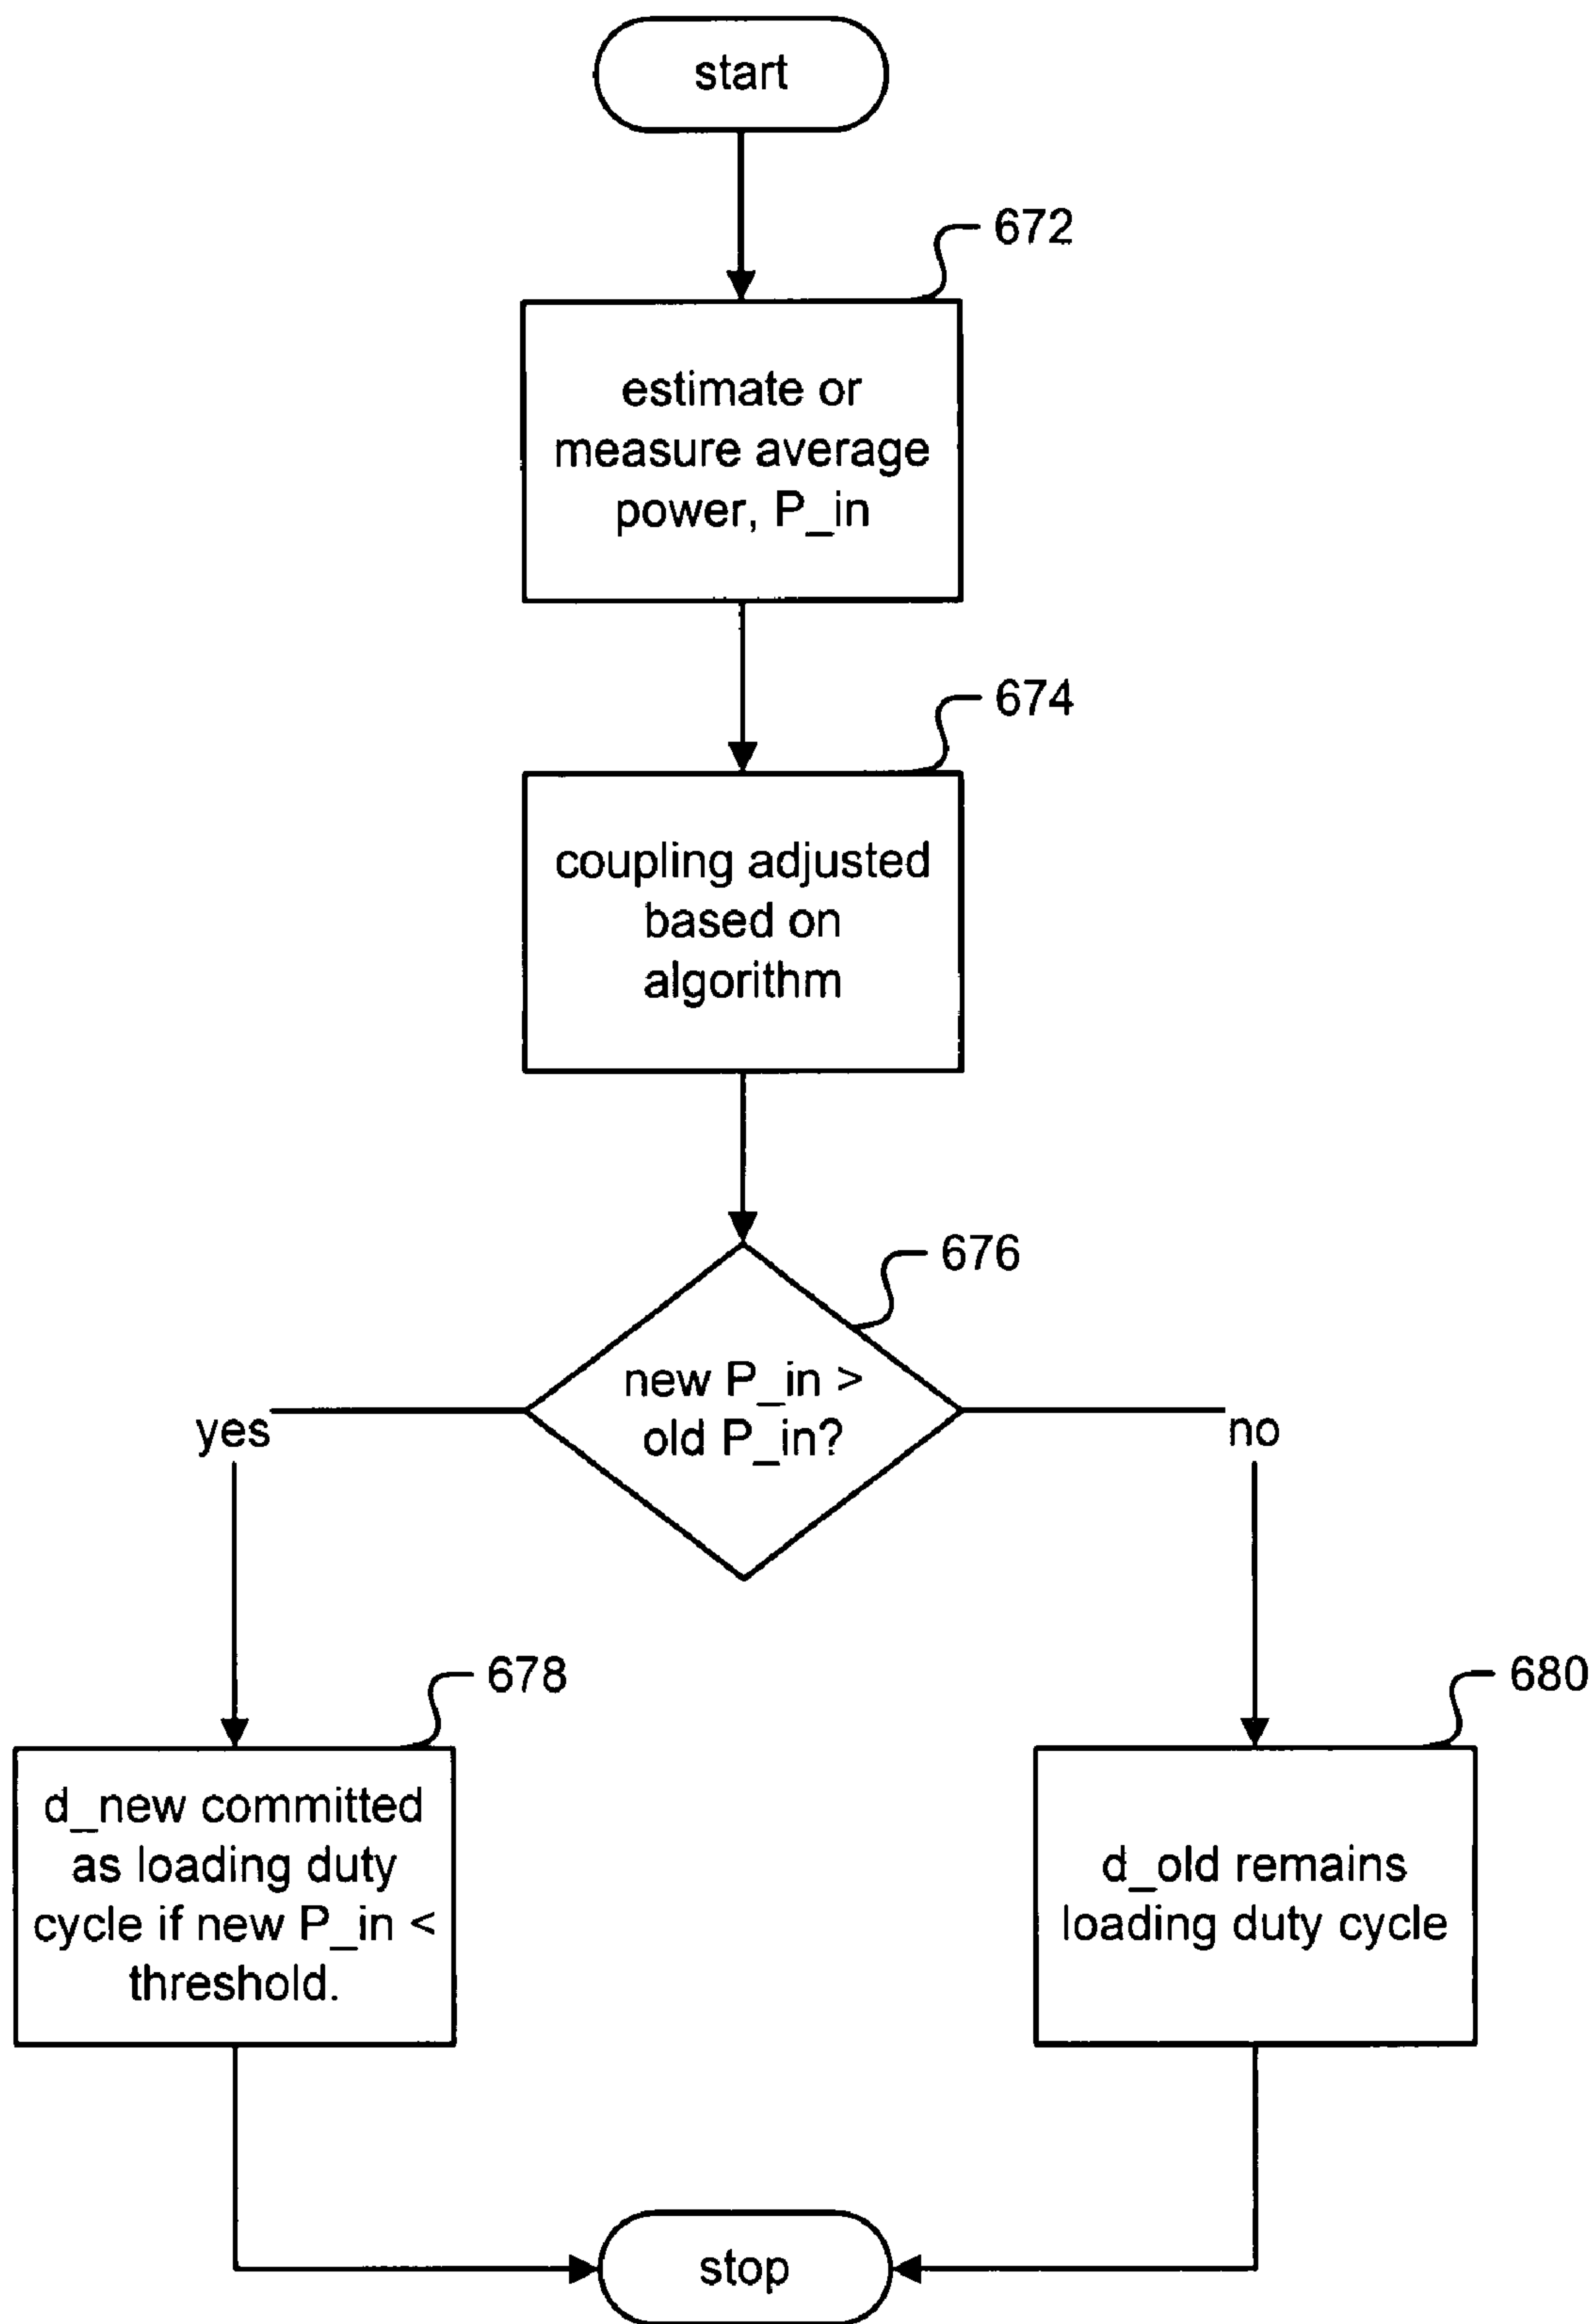 start
672
estimate or
measure average
power, P_in
674
coupling adjusted
based on
algorithm
676
new P_in >
old P_in?
yes
no
678
d_new committed
as loading duty
cycle if new P_in <
threshold.
680
d_old remains
loading duty cycle
stop